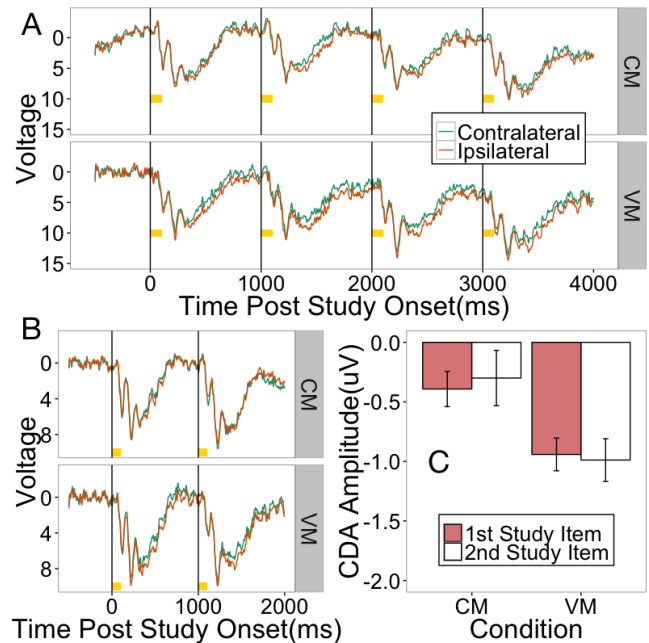 A
Voltage
0
5
10
15
CM
Contralateral
Ipsilateral
0
5
10
15
VM
0 1000 2000 3000 4000
Time Post Study Onset(ms)
B
Voltage
0
4
8
CM
0
4
8
VM
0 1000 2000
Time Post Study Onset(ms)
CDA Amplitude(uV)
0.0
-0.5
-1.0
-1.5
-2.0
C
1st Study Item
2nd Study Item
CM VM
Condition